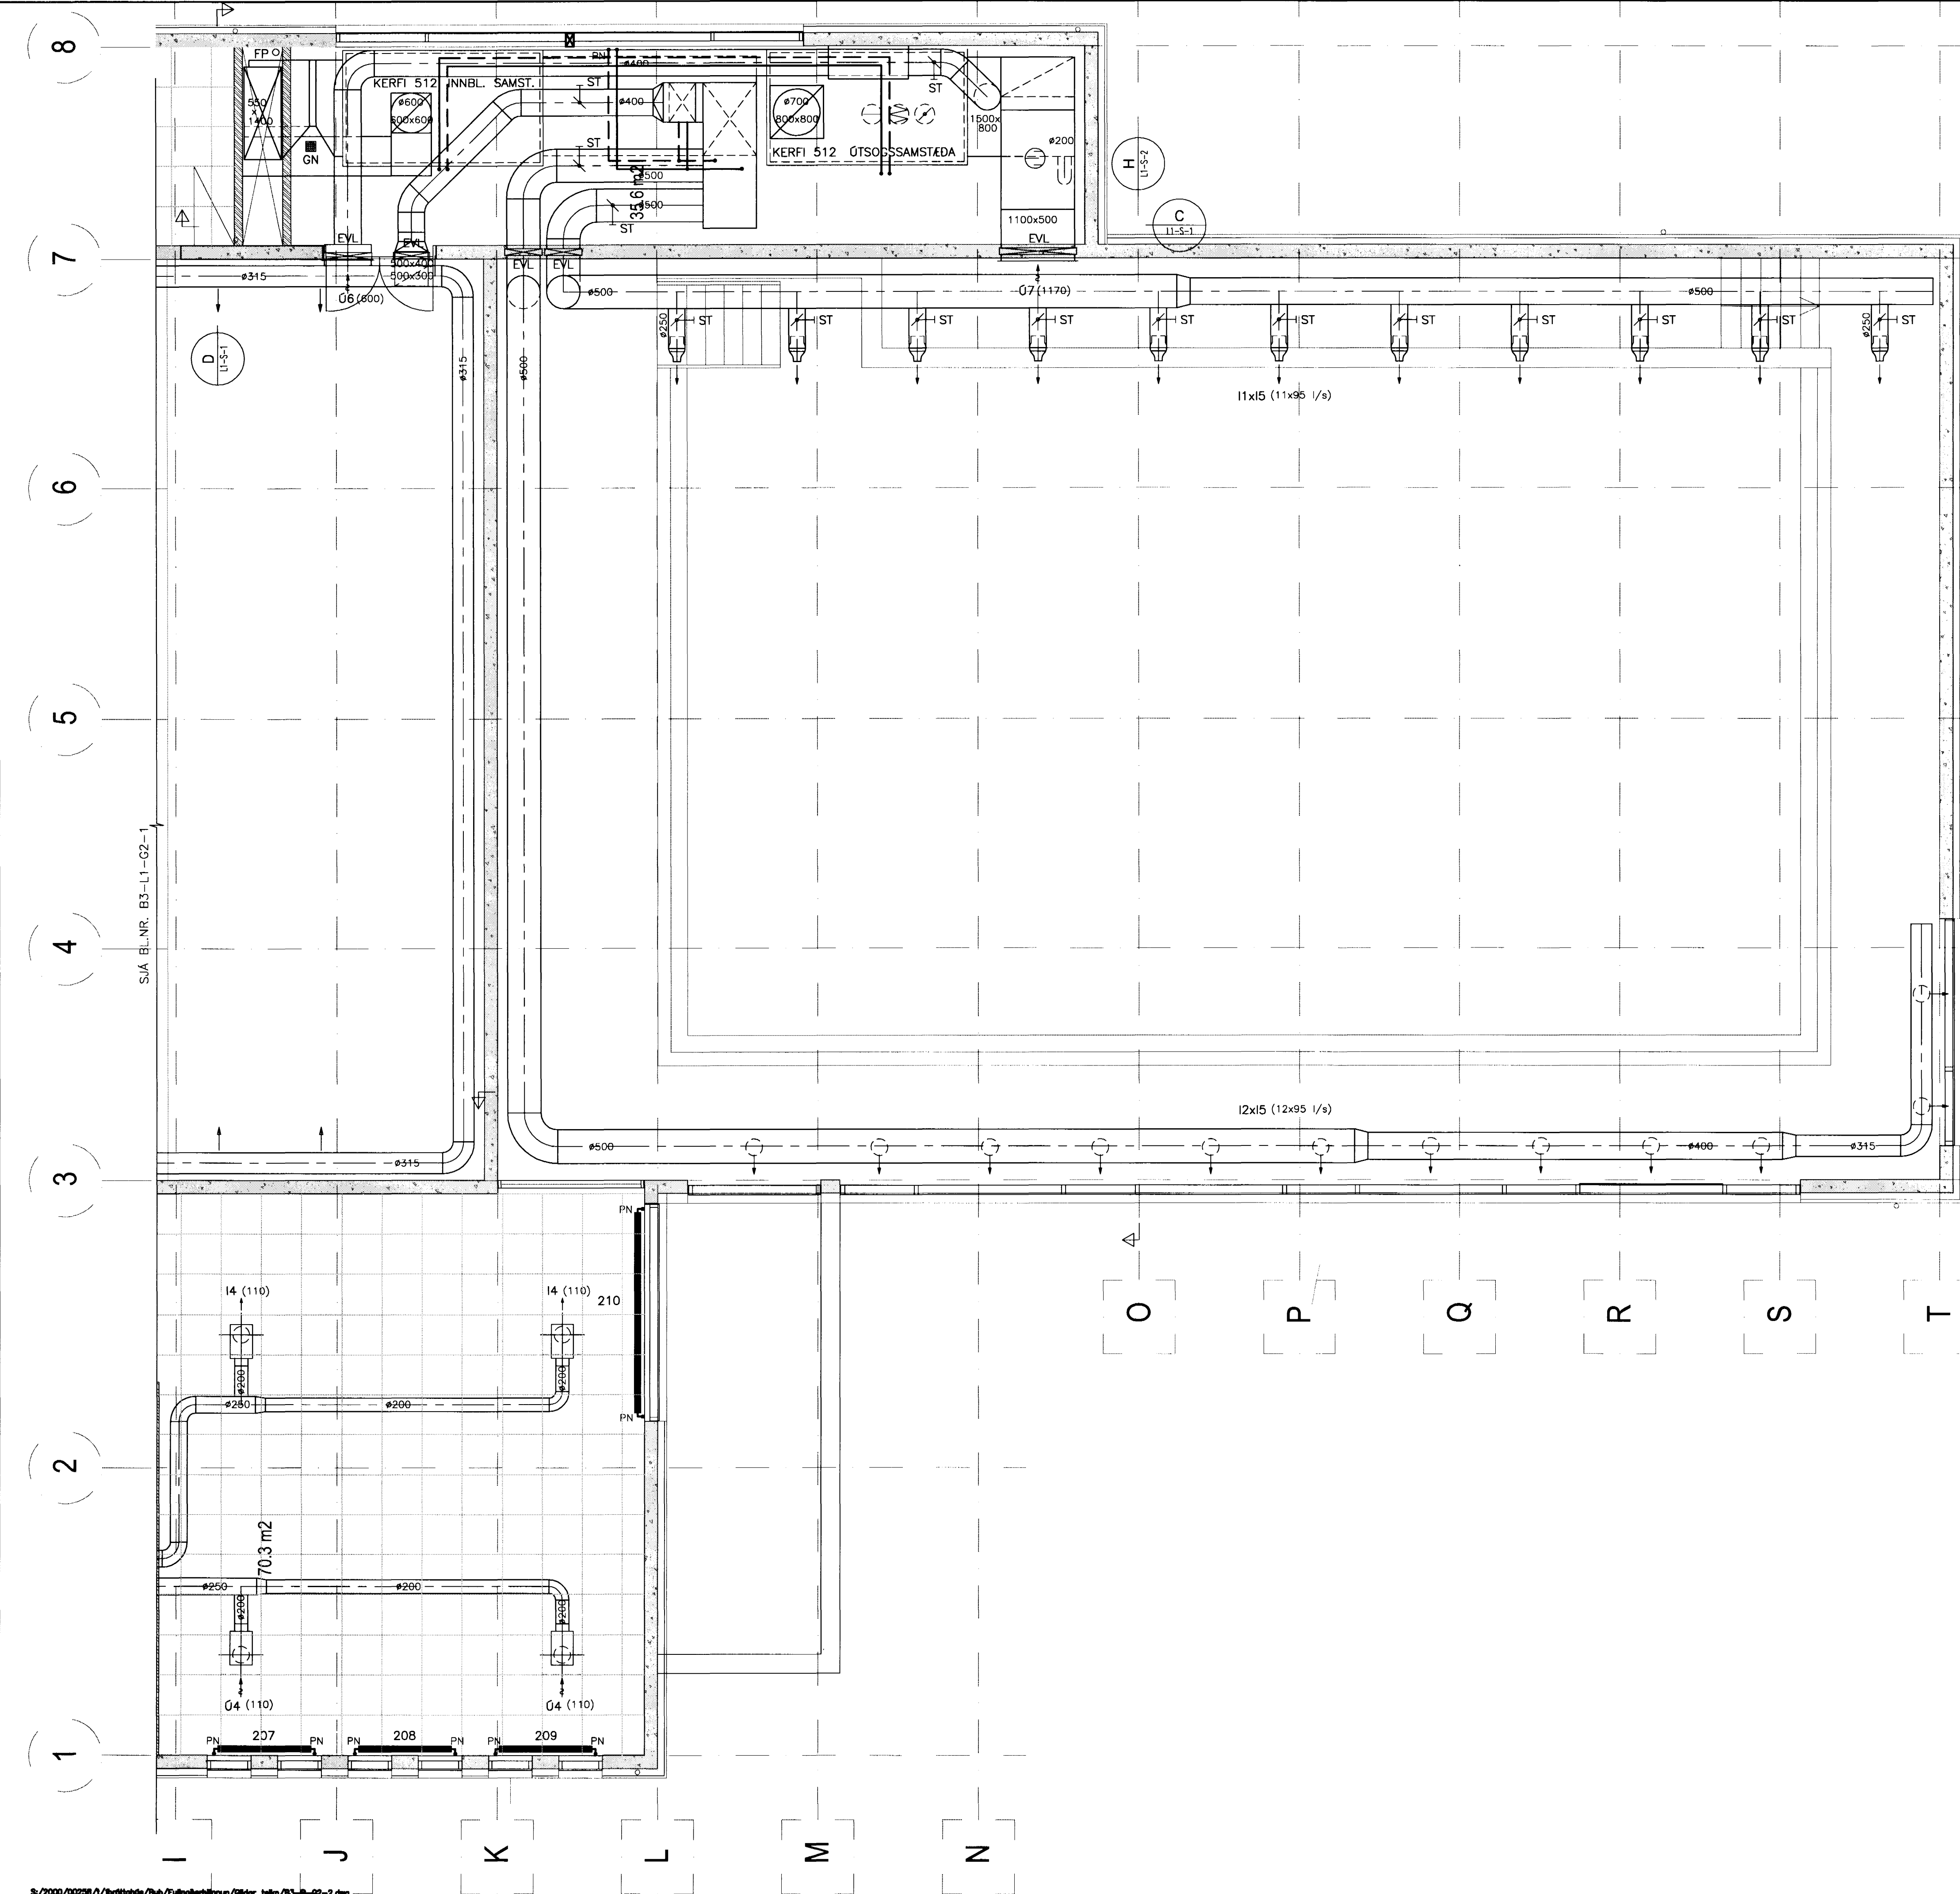 8
FP
PN
ø400
KERFI 512 INNBL. SAMST.
ST
ST
550
x
1400
ø600
600x600
ø400
ø700
800x800
1500x
800
GN
ST
KERFI 512 ÚTSOGSSAMSTÆÐA
ø200
H
L1-S-2
ø500
35.6 m2
ø500
ST
1100x500
C
L1-S-1
EVL
EVL
EVL
7
EVL
EVL
500x400
500x300
ø315
Ú6 (600)
ø500
Ú7 (1170)
ø500
ø250
ST
ST
ST
ST
ST
ST
ST
ST
ST
ST
ø250
ST
D
L1-S-1
ø315
ø500
11xI5 (11x95 l/s)
6
5
SJÁ BL.NR. B3-L1-G2-1
4
12xI5 (12x95 l/s)
ø500
ø400
ø315
ø315
3
PN
I4 (110)
I4 (110)
210
O
P
Q
R
S
T
ø200
ø200
ø250
ø200
PN
2
70.3 m2
ø250
ø200
ø200
ø200
Ú4 (110)
Ú4 (110)
PN
207
PN
208
PN
PN
209
PN
1
I
J
K
L
M
N